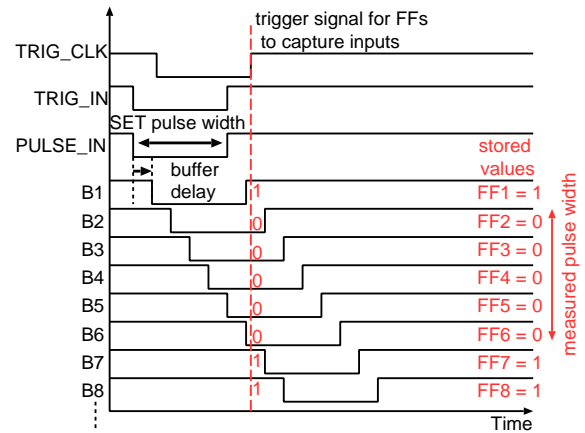 trigger signal for FFs
to capture inputs
TRIG_CLK
TRIG_IN
SET pulse width
PULSE_IN
buffer
delay
stored
values
B1 1 FF1 = 1
B2 0 FF2 = 0
B3 0 FF3 = 0
B4 0 FF4 = 0
B5 0 FF5 = 0
B6 0 FF6 = 0
B7 1 FF7 = 1
B8 1 FF8 = 1
measured pulse width
Time